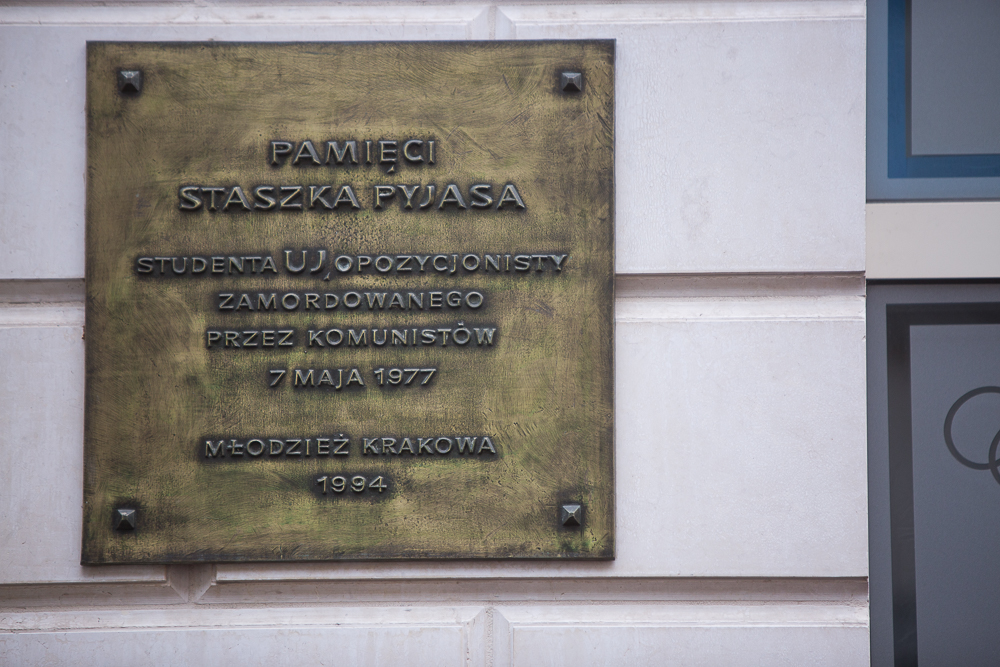 PAMIĘCI
STASZKA PYJASA
STUDENTA UJ, OPOZYCJONISTY
ZAMORDOWANEGO
PRZEZ KOMUNISTÓW
7 MAJA 1977
MŁODZIEŻ KRAKOWA
1994